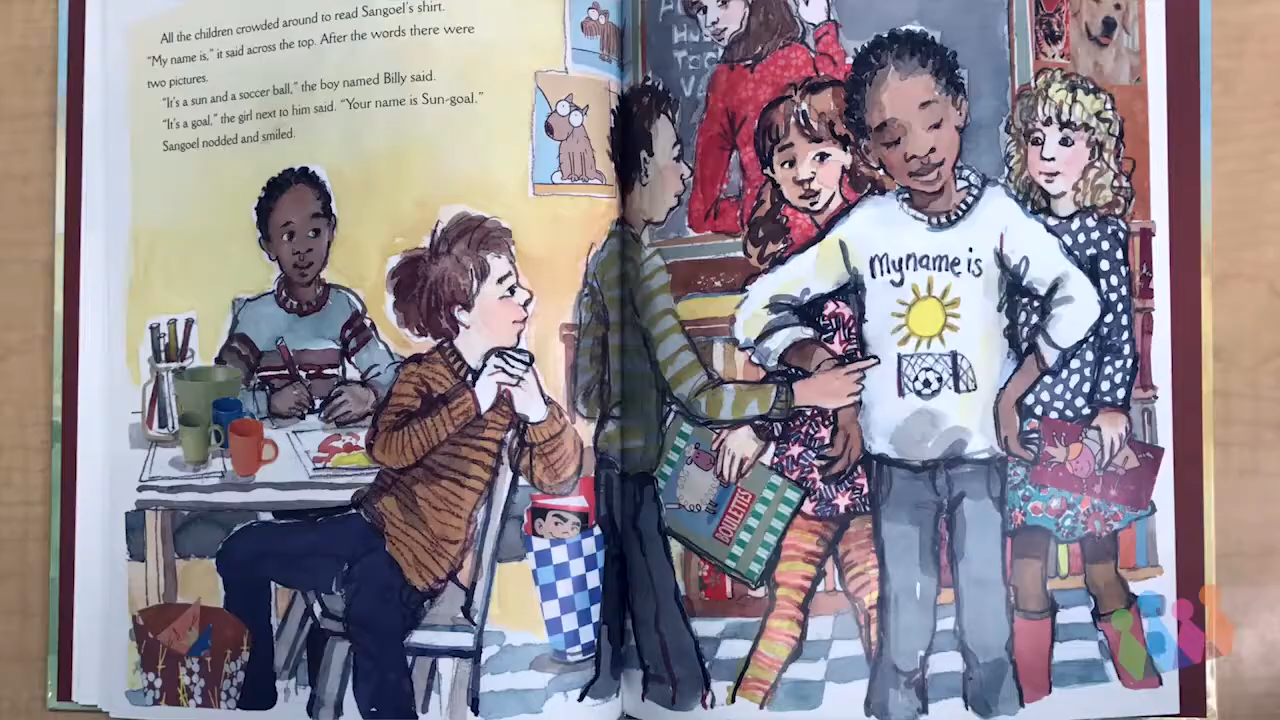 All the children crowded around to read Sangoel's shirt.
"My name is," it said across the top. After the words there were
two pictures.
"It's a sun and a soccer ball," the boy named Billy said.
"It's a goal," the girl next to him said. "Your name is Sun-goal."
Sangoel nodded and smiled.
My name is
BOULETTES